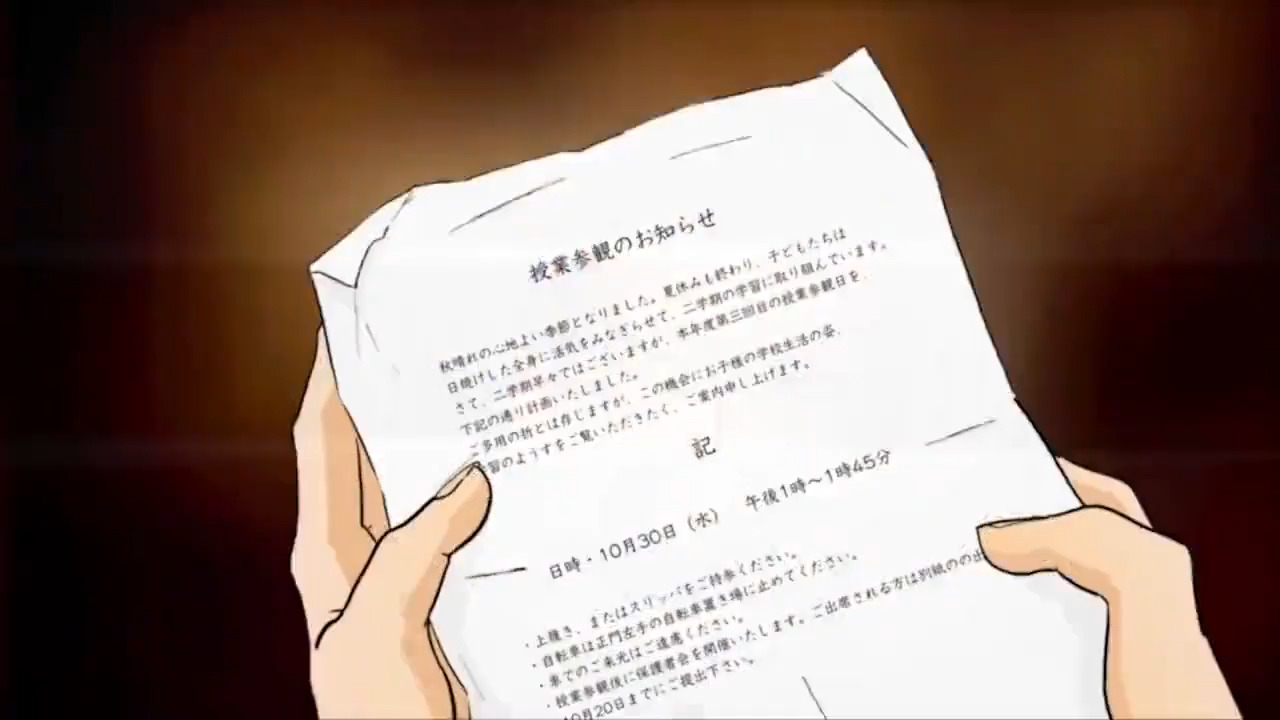 授業参観のお知らせ
秋晴れの心地よい季節となりました。夏休みも終わり、子どもたちは
日焼けした全身に活気をみなぎらせて、二学期の学習に取り組んでいます。
さて、二学期早々ではございますが、本年度第三回目の授業参観日を、
下記の通り計画いたしました。
ご多用の折とは存じますが、この機会にお子様の学校生活の姿、
習のようすをご覧いただきたく、ご案内申し上げます。
記
日時・10月30日（水） 午後1時～1時45分
・上履き、またはスリッパをご持参ください。
・自転車は正門左手の自転車置き場に止めてください。
・車でのご来光はご遠慮ください。
・授業参観後に保護者会を開催いたします。ご出席される方は別紙のの出
10月20日までにご提出下さい。